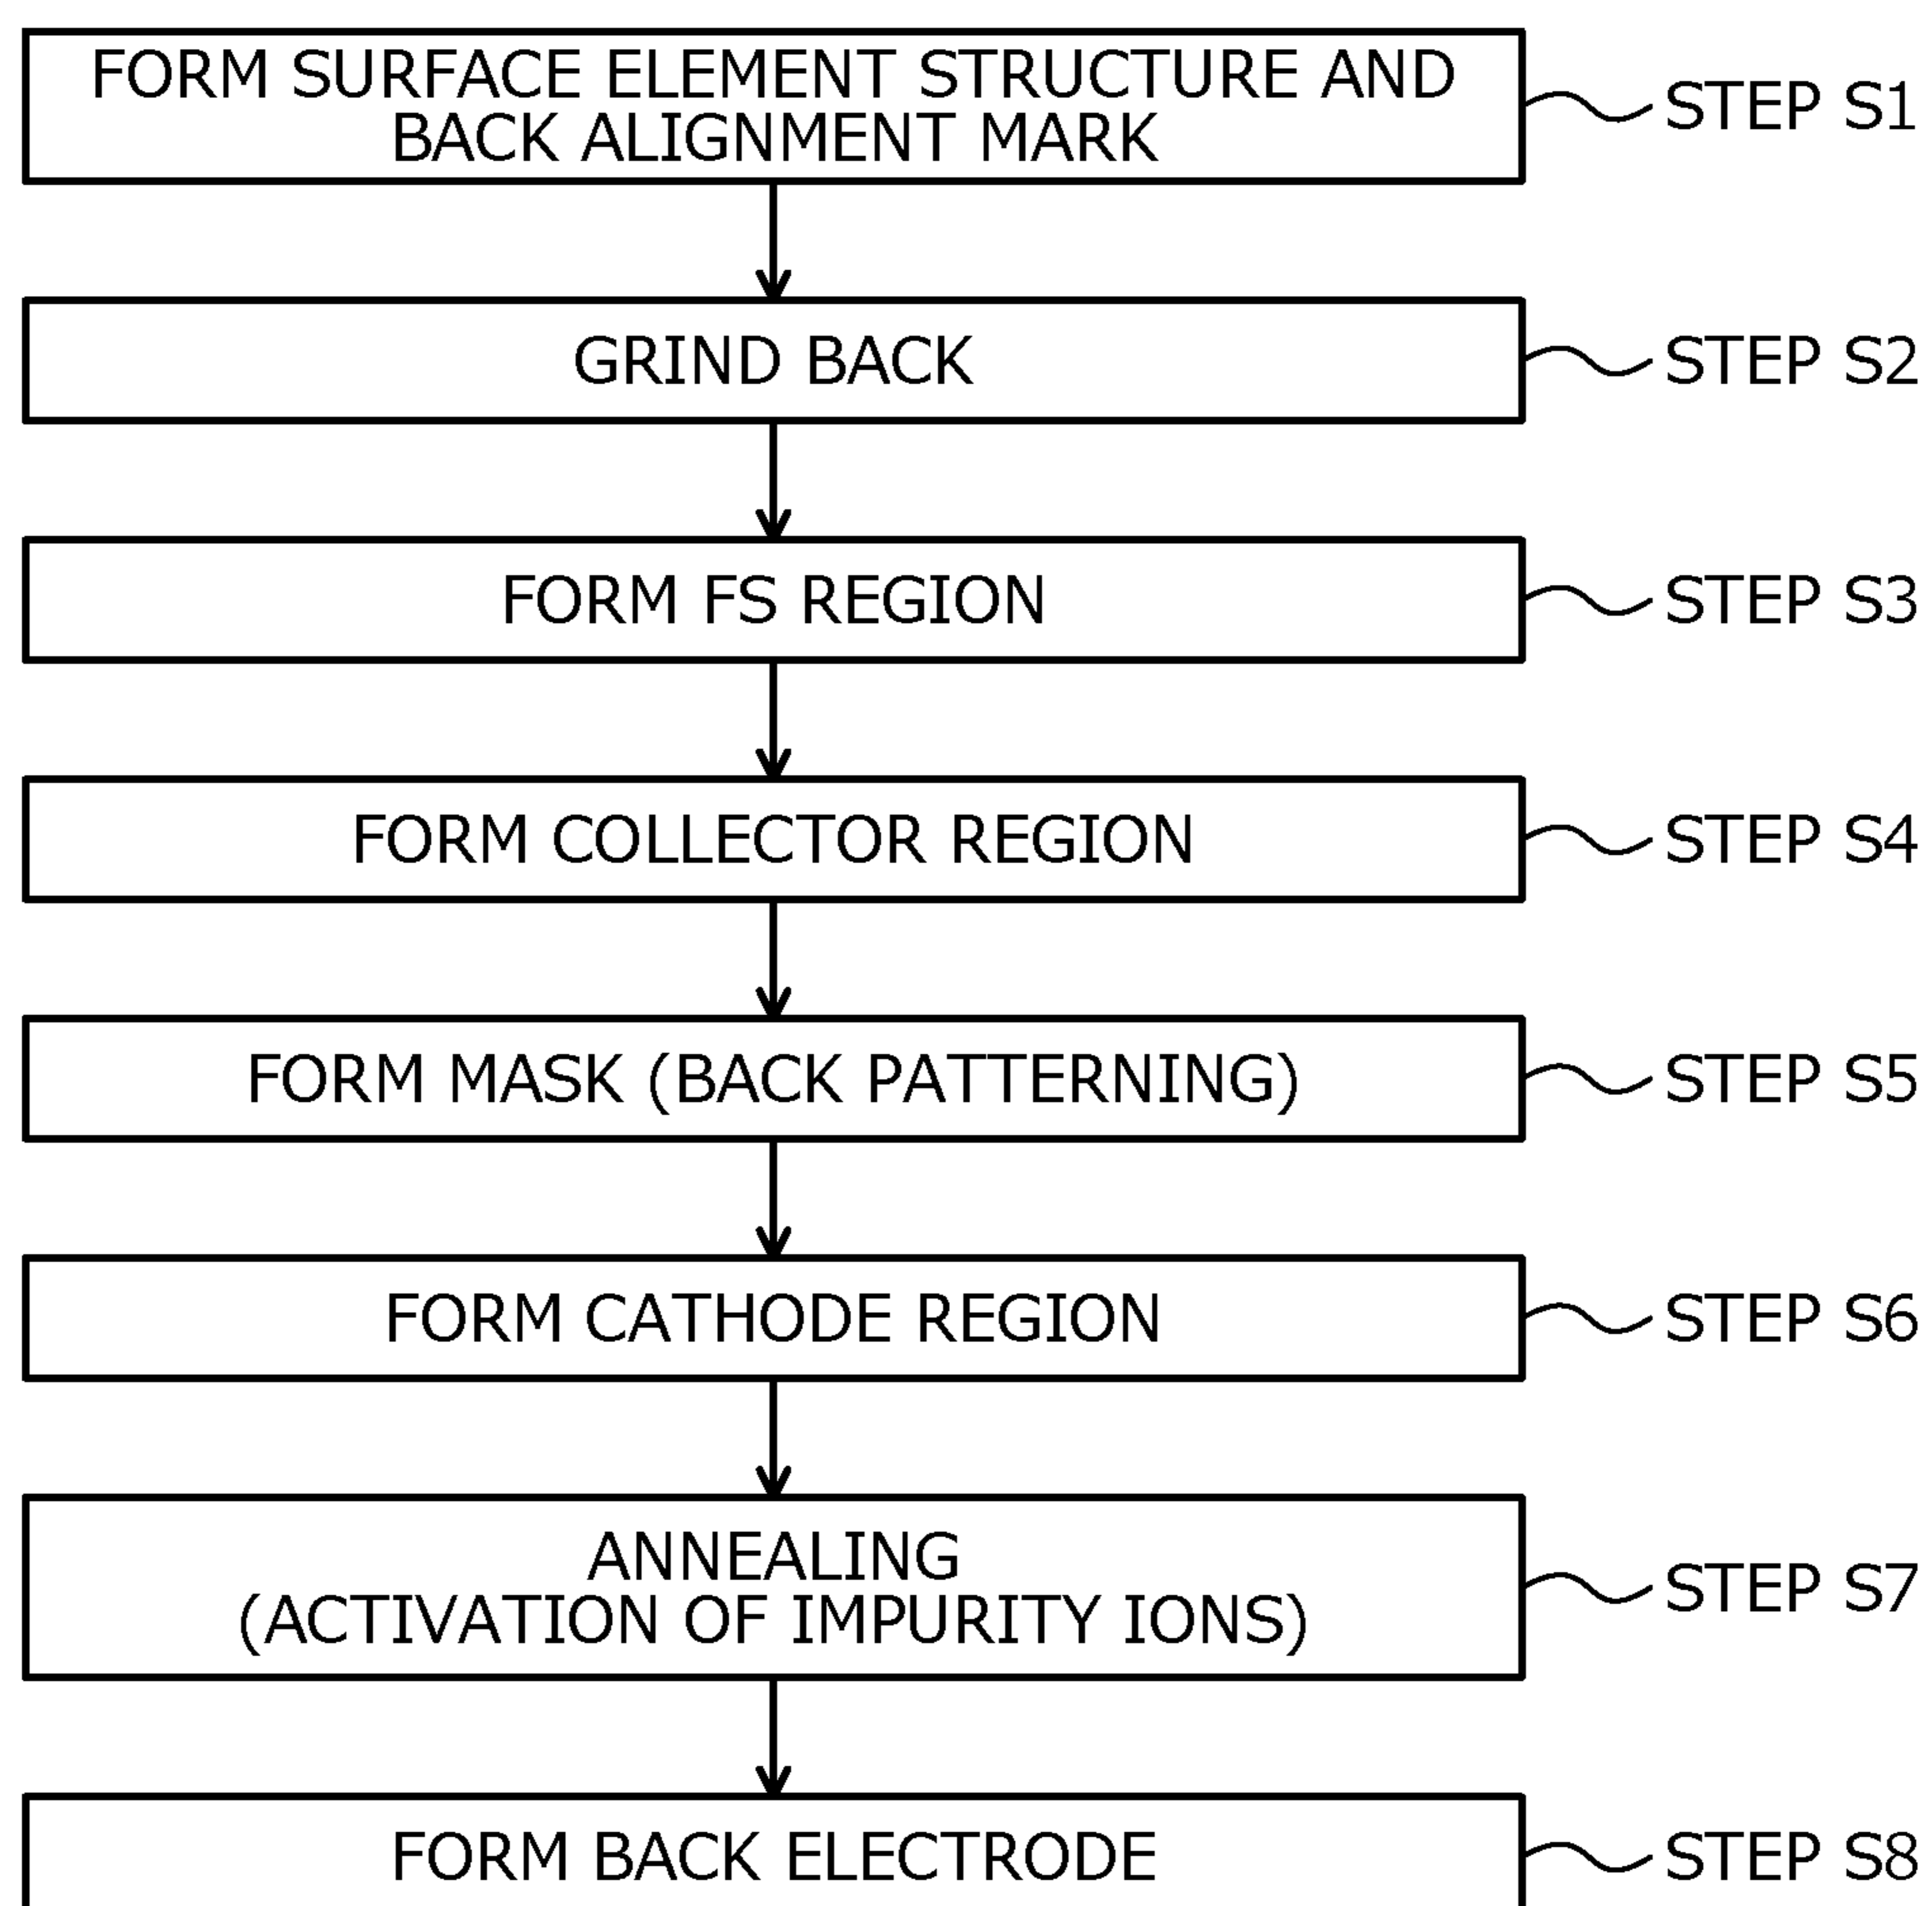 FORM SURFACE ELEMENT STRUCTURE AND
BACK ALIGNMENT MARK
STEP S1
GRIND BACK
STEP S2
FORM FS REGION
STEP S3
FORM COLLECTOR REGION
STEP S4
FORM MASK (BACK PATTERNING)
STEP S5
FORM CATHODE REGION
STEP S6
ANNEALING
(ACTIVATION OF IMPURITY IONS)
STEP S7
FORM BACK ELECTRODE
STEP S8